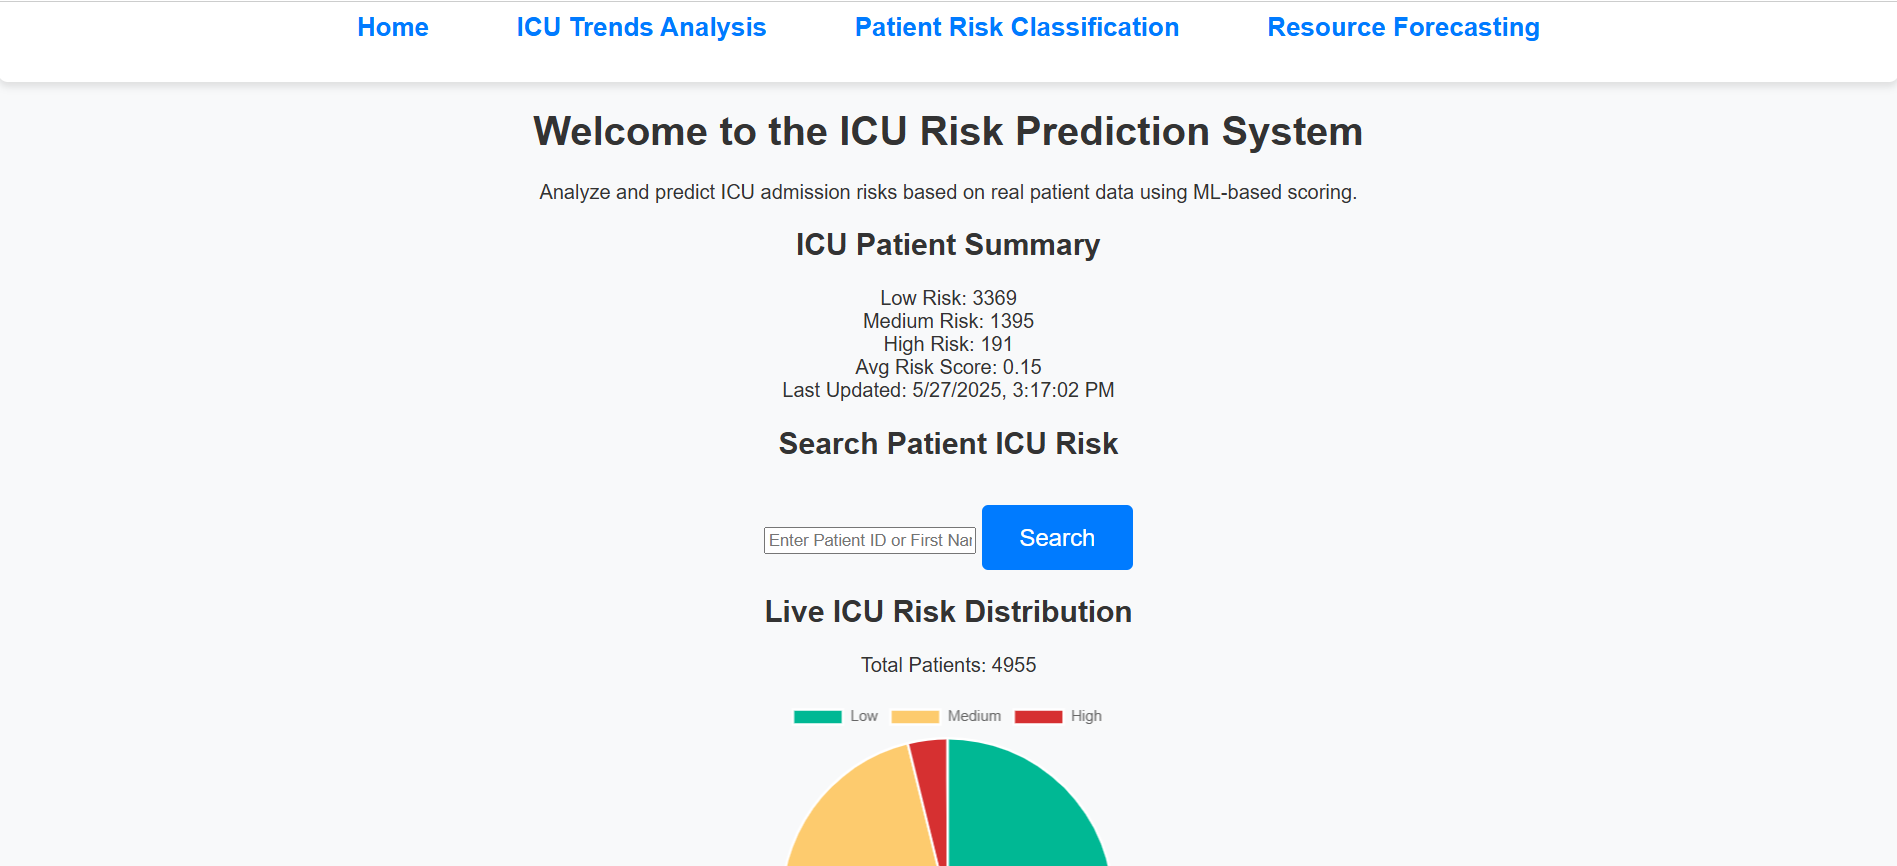 Home ICU Trends Analysis Patient Risk Classification Resource Forecasting
Welcome to the ICU Risk Prediction System
Analyze and predict ICU admission risks based on real patient data using ML-based scoring.
ICU Patient Summary
Low Risk: 3369
Medium Risk: 1395
High Risk: 191
Avg Risk Score: 0.15
Last Updated: 5/27/2025, 3:17:02 PM
Search Patient ICU Risk
Enter Patient ID or First Nar Search
Live ICU Risk Distribution
Total Patients: 4955
Low Medium High